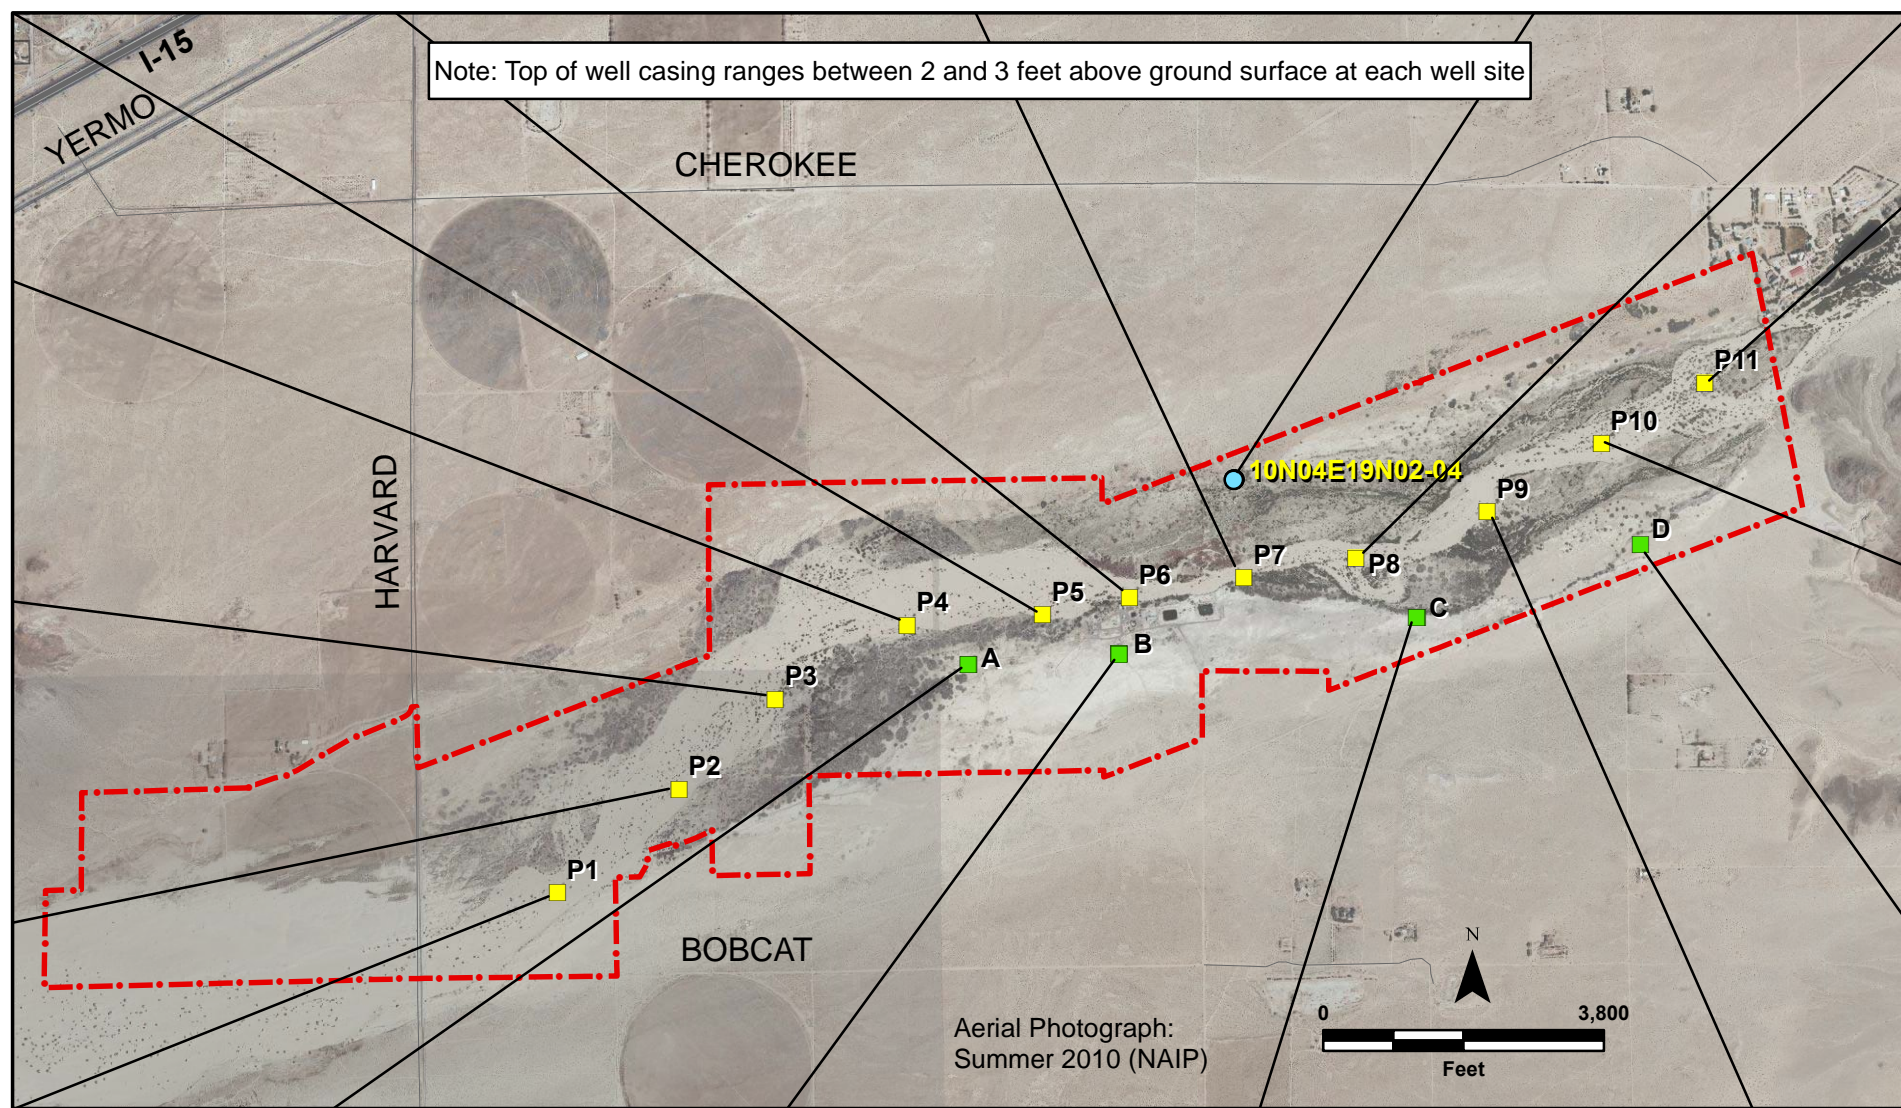 I-15
Note: Top of well casing ranges between 2 and 3 feet above ground surface at each well site
YERMO
CHEROKEE
P11
P10
10N04E19N02-04
P9
HARVARD
D
P7
P8
P6
P5
P4
C
B
A
P3
P2
P1
BOBCAT
N
Aerial Photograph:
Summer 2010 (NAIP)
0 3,800
Feet